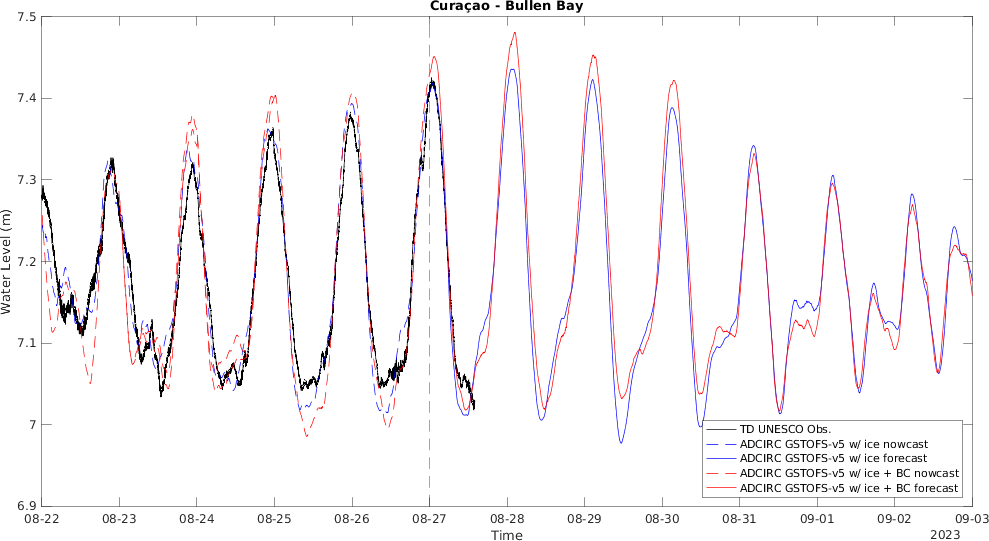 Curaçao - Bullen Bay
7.5
7.4
7.3
7.2
7.1
7
6.9
Water Level (m)
TD UNESCO Obs.
ADCIRC GSTOFS-v5 w/ ice nowcast
ADCIRC GSTOFS-v5 w/ ice forecast
ADCIRC GSTOFS-v5 w/ ice + BC nowcast
ADCIRC GSTOFS-v5 w/ ice + BC forecast
08-22 08-23 08-24 08-25 08-26 08-27 08-28 08-29 08-30 08-31 09-01 09-02 09-03
Time
2023